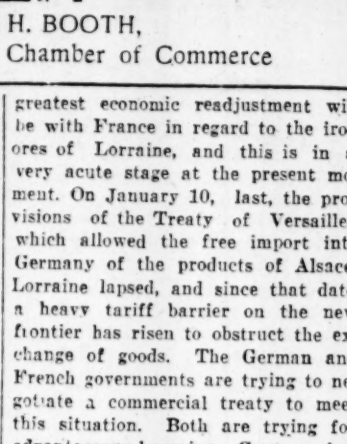 H. BOOTH,
Chamber of Commerce
greatest economic readjustment wi
be with France in regard to the iro
ores of Lorraine, and this is in
very acute stage at the present mo
ment. On January 10, last, the pro
visions of the Treaty of Versaille
which allowed the free import int
Germany of the products of Alsace
Lorraine lapsed, and since that dat
a heavy tariff barrier on the new
frontier has risen to obstruct the ex
change of goods. The German an
French governments are trying to ne
gotiate a commercial treaty to mee
this situation. Both are trying fo